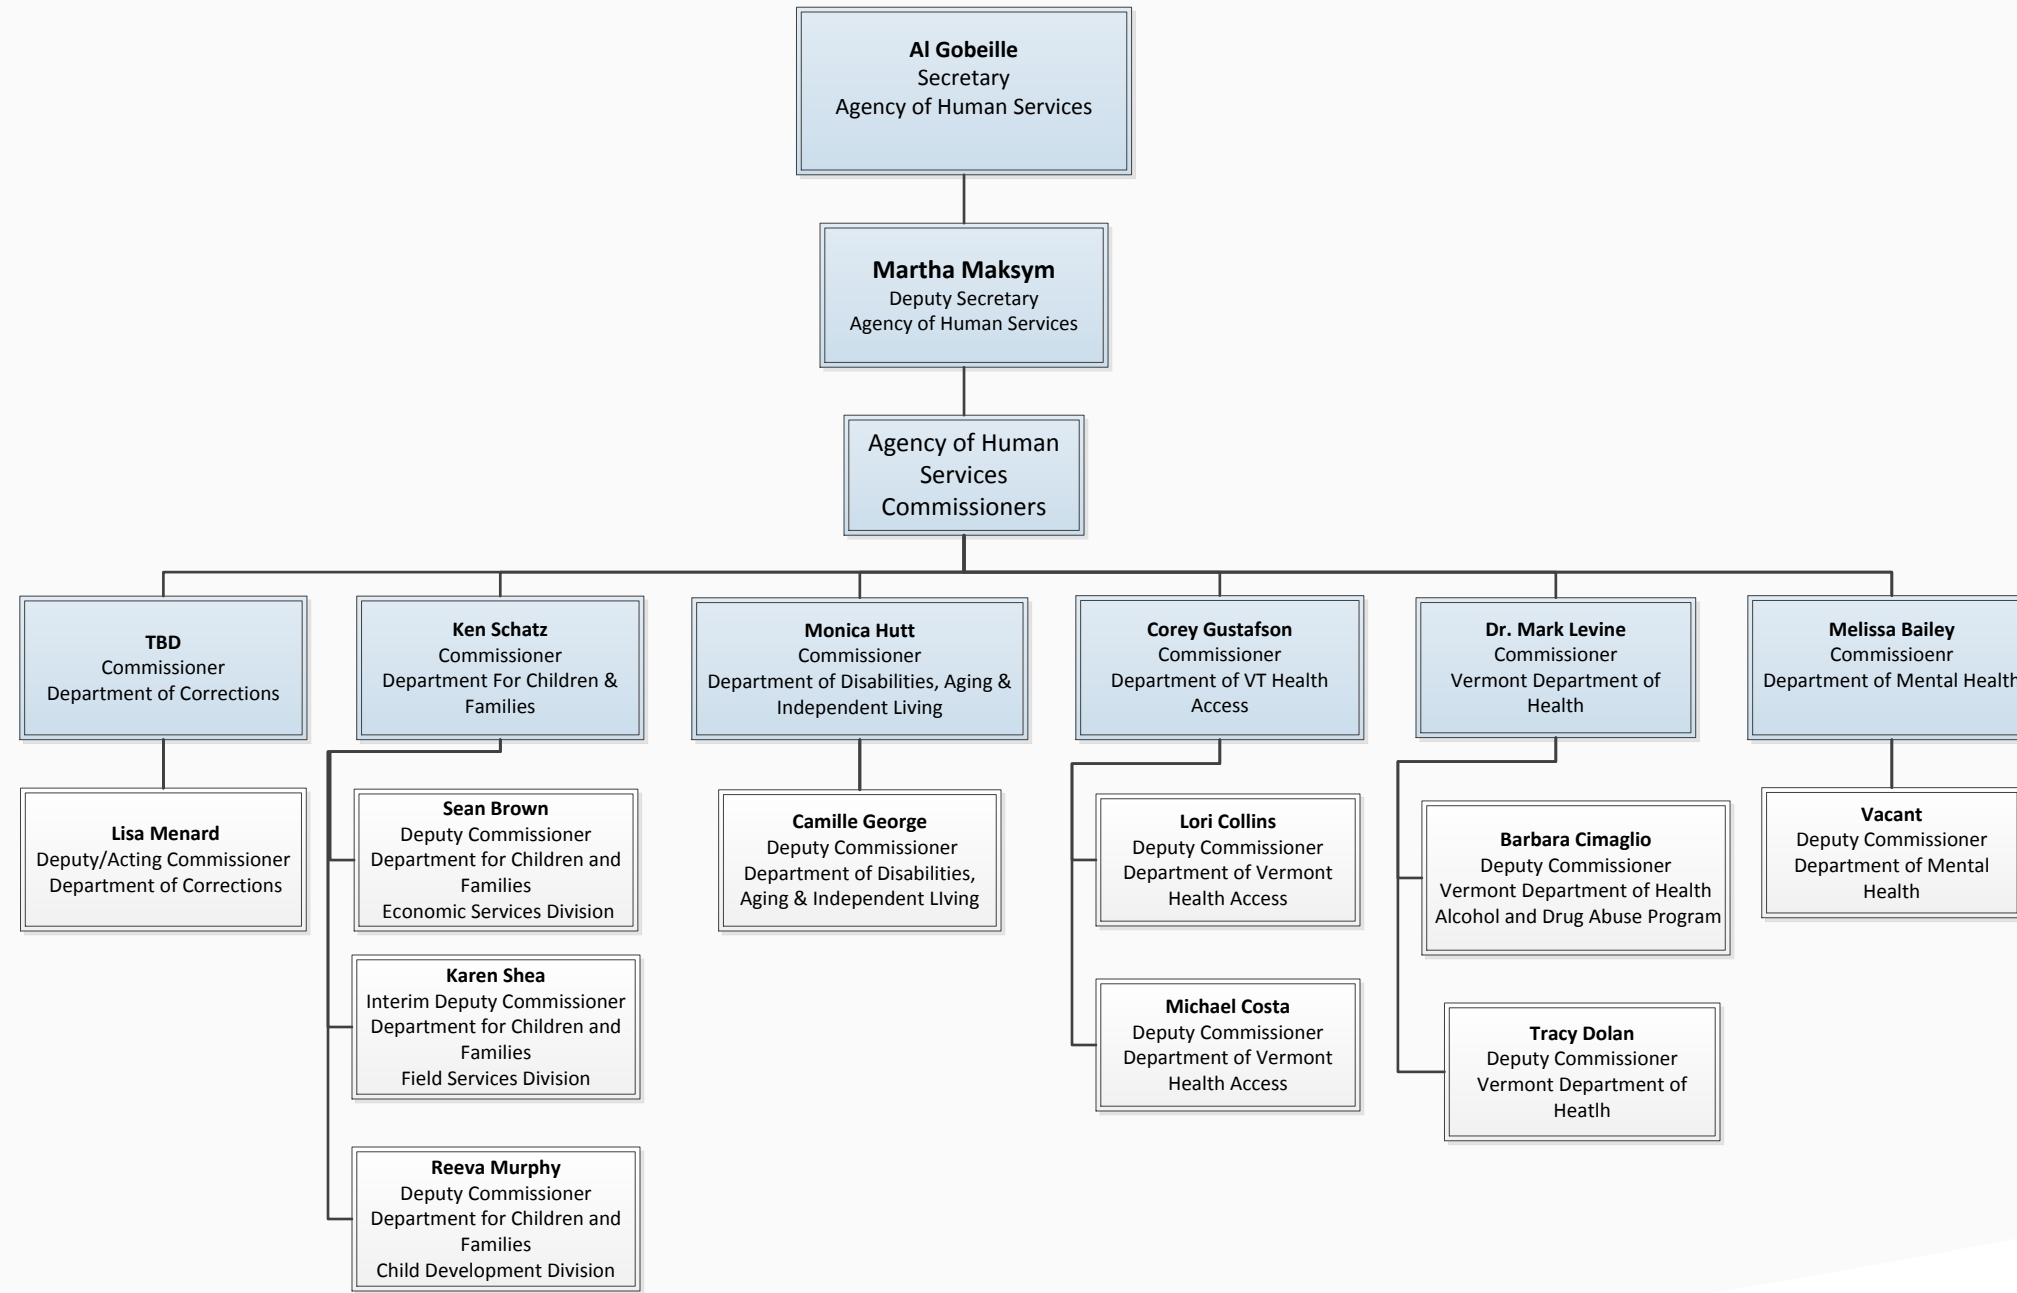 Al Gobeille
Secretary
Agency of Human Services
Martha Maksym
Deputy Secretary
Agency of Human Services
Agency of Human
Services
Commissioners
TBD
Commissioner
Department of Corrections
Ken Schatz
Commissioner
Department For Children &
Families
Monica Hutt
Commissioner
Department of Disabilities, Aging &
Independent Living
Corey Gustafson
Commissioner
Department of VT Health
Access
Dr. Mark Levine
Commissioner
Vermont Department of
Health
Melissa Bailey
Commissioenr
Department of Mental Health
Lisa Menard
Deputy/Acting Commissioner
Department of Corrections
Sean Brown
Deputy Commissioner
Department for Children and
Families
Economic Services Division
Karen Shea
Interim Deputy Commissioner
Department for Children and
Families
Field Services Division
Reeva Murphy
Deputy Commissioner
Department for Children and
Families
Child Development Division
Camille George
Deputy Commissioner
Department of Disabilities,
Aging & Independent LIving
Lori Collins
Deputy Commissioner
Department of Vermont
Health Access
Michael Costa
Deputy Commissioner
Department of Vermont
Health Access
Barbara Cimaglio
Deputy Commissioner
Vermont Department of Health
Alcohol and Drug Abuse Program
Tracy Dolan
Deputy Commissioner
Vermont Department of
Heatlh
Vacant
Deputy Commissioner
Department of Mental
Health